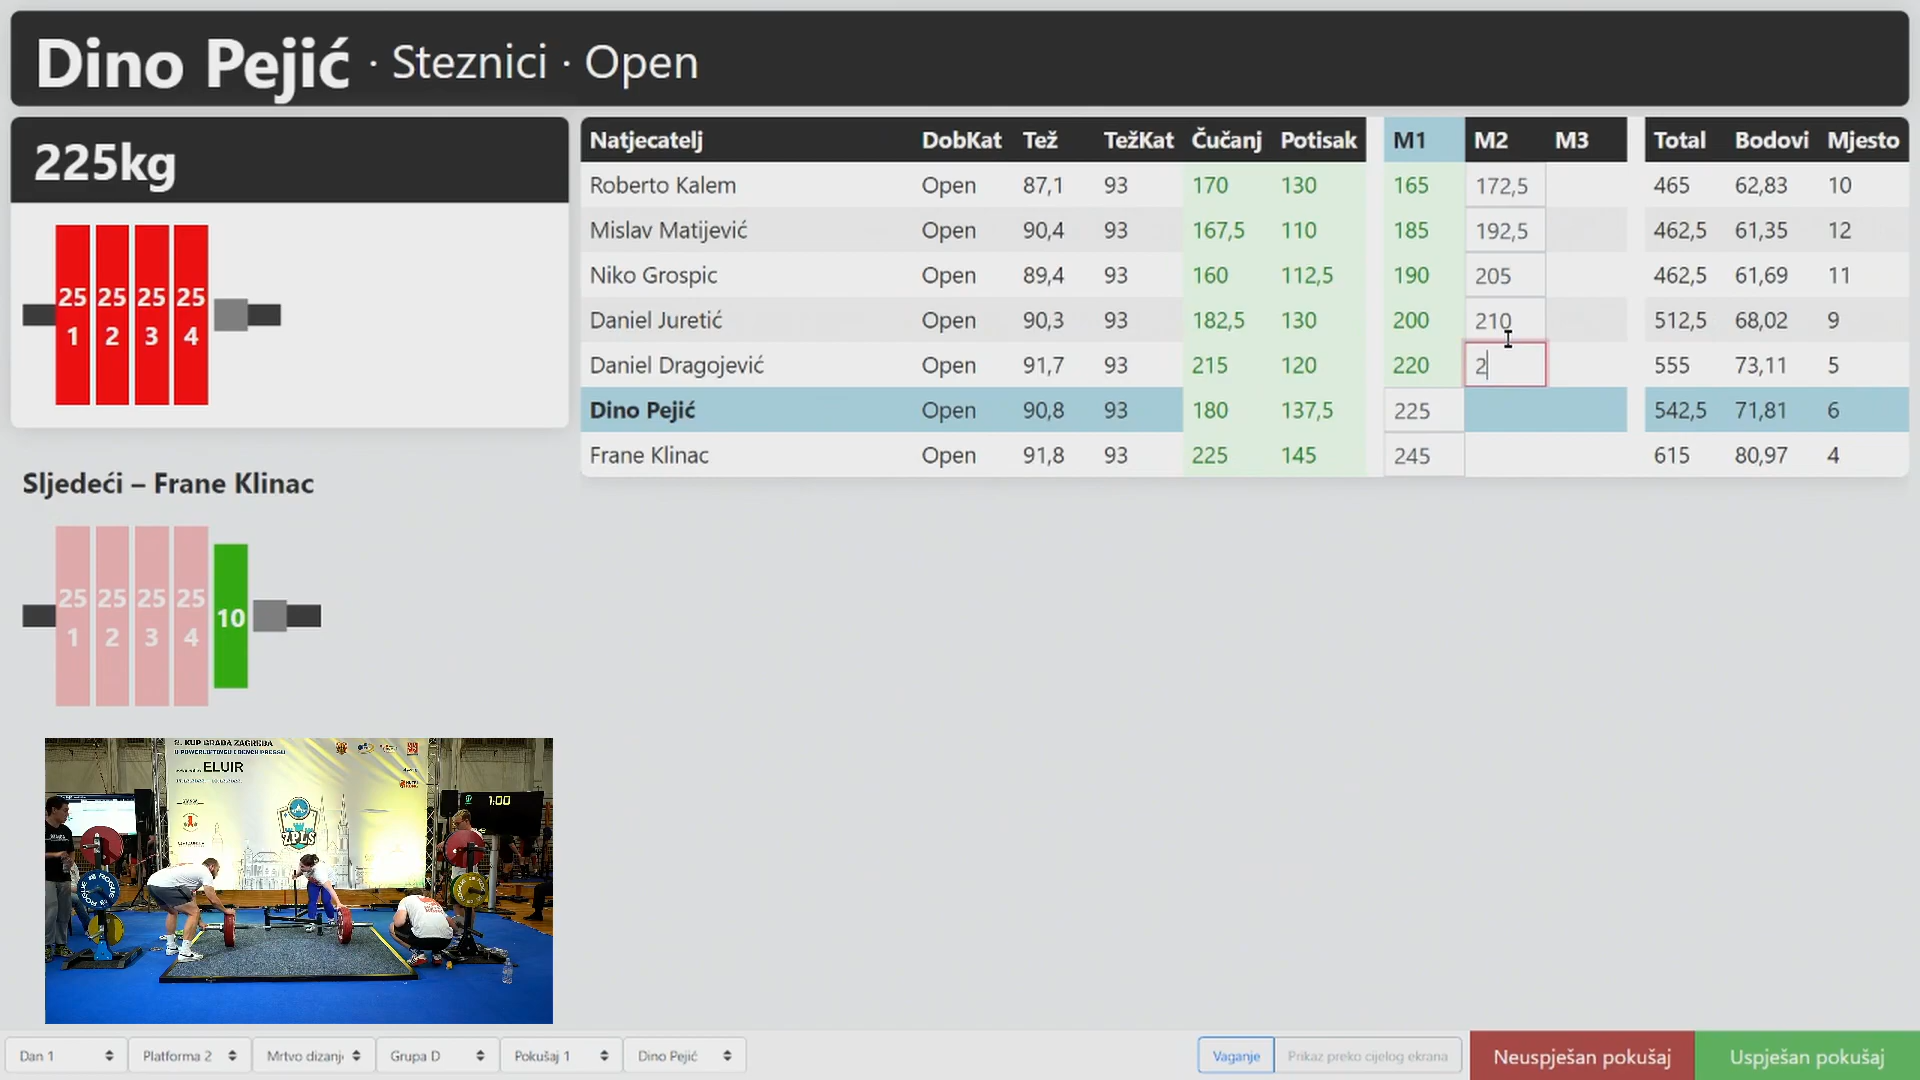 Dino Pejić · Steznici · Open
225kg
25 25 25 25
1 2 3 4
Sljedeći – Frane Klinac
25 25 25 25 10
1 2 3 4
Natjecatelj DobKat Tež TežKat Čučanj Potisak M1 M2 M3 Total Bodovi Mjesto
Roberto Kalem Open 87,1 93 170 130 165 172,5 465 62,83 10
Mislav Matijević Open 90,4 93 167,5 110 185 192,5 462,5 61,35 12
Niko Grospic Open 89,4 93 160 112,5 190 205 462,5 61,69 11
Daniel Juretić Open 90,3 93 182,5 130 200 210 512,5 68,02 9
Daniel Dragojević Open 91,7 93 215 120 220 2 555 73,11 5
Dino Pejić Open 90,8 93 180 137,5 225 542,5 71,81 6
Frane Klinac Open 91,8 93 225 145 245 615 80,97 4
KUP GRADA ZAGREBA
U POWERLIFTINGU I BENCH PRESSU
ELUIR
ZPLS
1:00
Dan 1 Platforma 2 Mrtvo dizanj Grupa D Pokušaj 1 Dino Pejić Vaganje Prikaz preko cijelog ekrana Neuspješan pokušaj Uspješan pokušaj